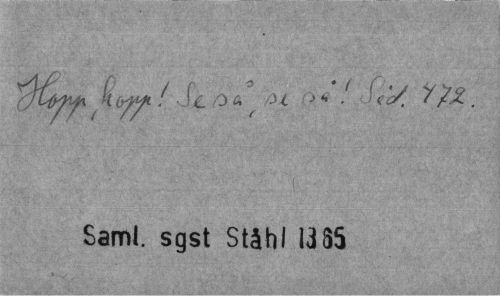 Hopp, hopp! Se så, se så! Sid. 472.
Saml. sgst Ståhl 1365